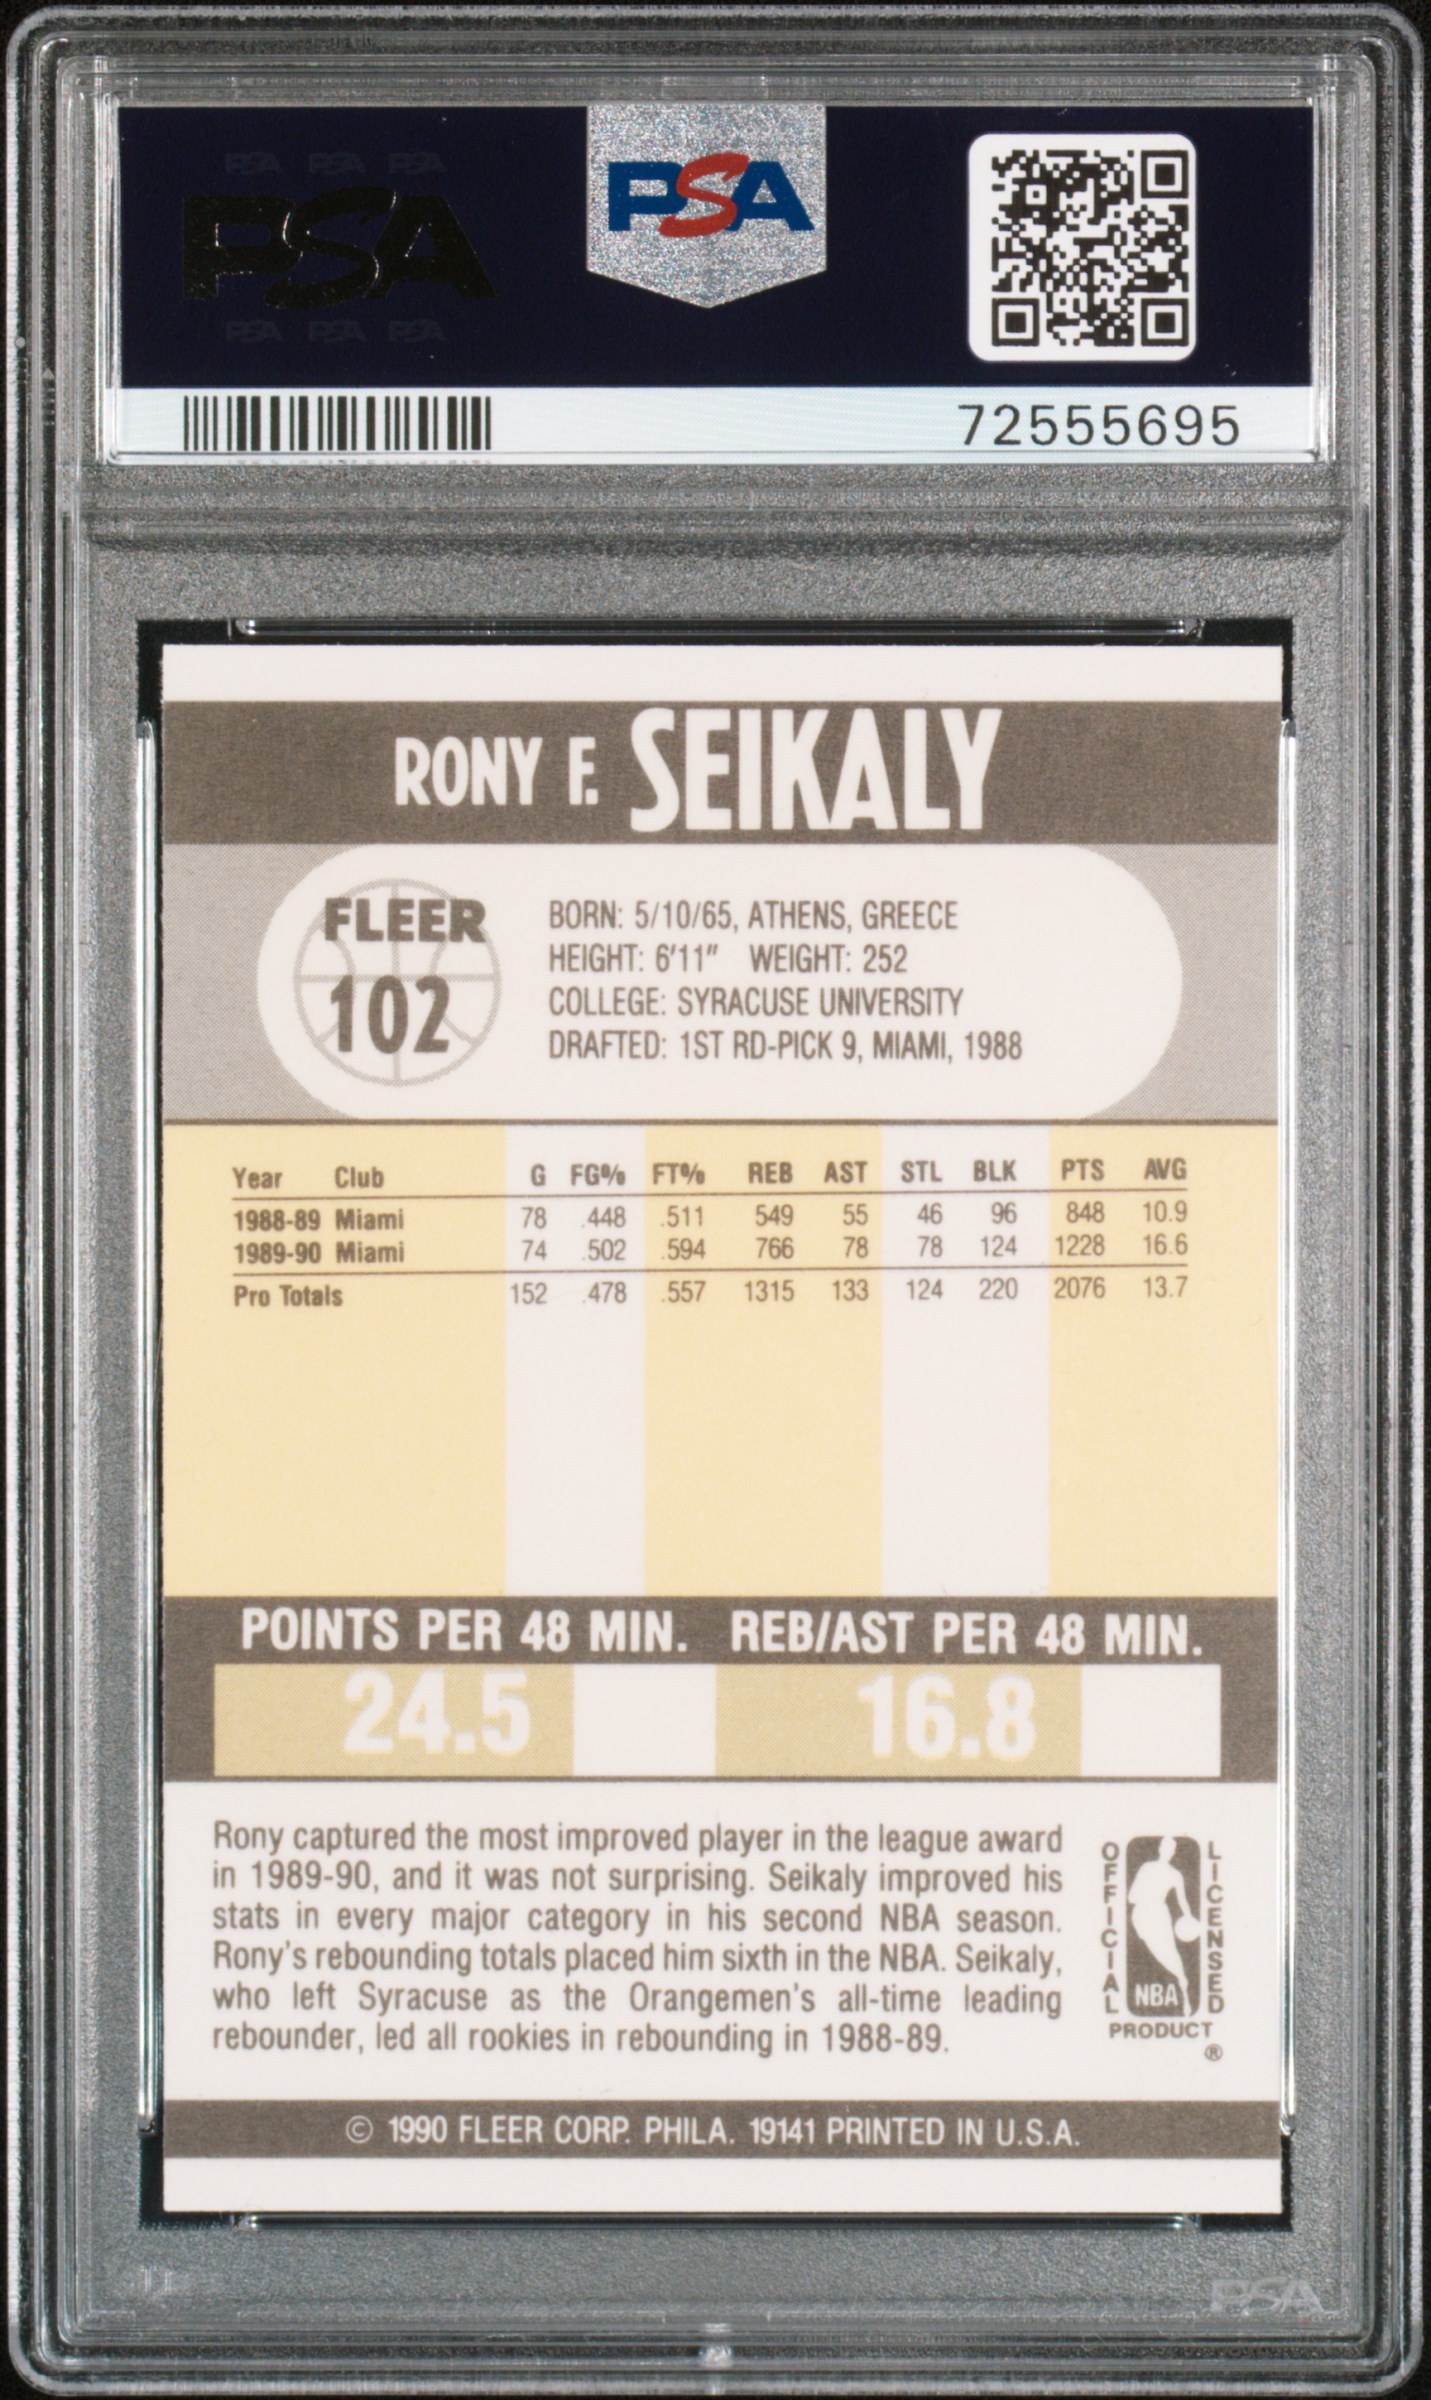 PSA PSA PSA
PSA
PSA PSA PSA
PSA
72555695
RONY F. SEIKALY
FLEER
102
BORN: 5/10/65, ATHENS, GREECE
HEIGHT: 6'11" WEIGHT: 252
COLLEGE: SYRACUSE UNIVERSITY
DRAFTED: 1ST RD-PICK 9, MIAMI, 1988
Year Club G FG% FT% REB AST STL BLK PTS AVG
1988-89 Miami 78 .448 .511 549 55 46 96 848 10.9
1989-90 Miami 74 .502 .594 766 78 78 124 1228 16.6
Pro Totals 152 .478 .557 1315 133 124 220 2076 13.7
POINTS PER 48 MIN. REB/AST PER 48 MIN.
24.5 16.8
Rony captured the most improved player in the league award
in 1989-90, and it was not surprising. Seikaly improved his
stats in every major category in his second NBA season.
Rony's rebounding totals placed him sixth in the NBA. Seikaly,
who left Syracuse as the Orangemen's all-time leading
rebounder, led all rookies in rebounding in 1988-89.
OFFICIAL LICENSED
NBA
PRODUCT
®
© 1990 FLEER CORP. PHILA. 19141 PRINTED IN U.S.A.
PSA